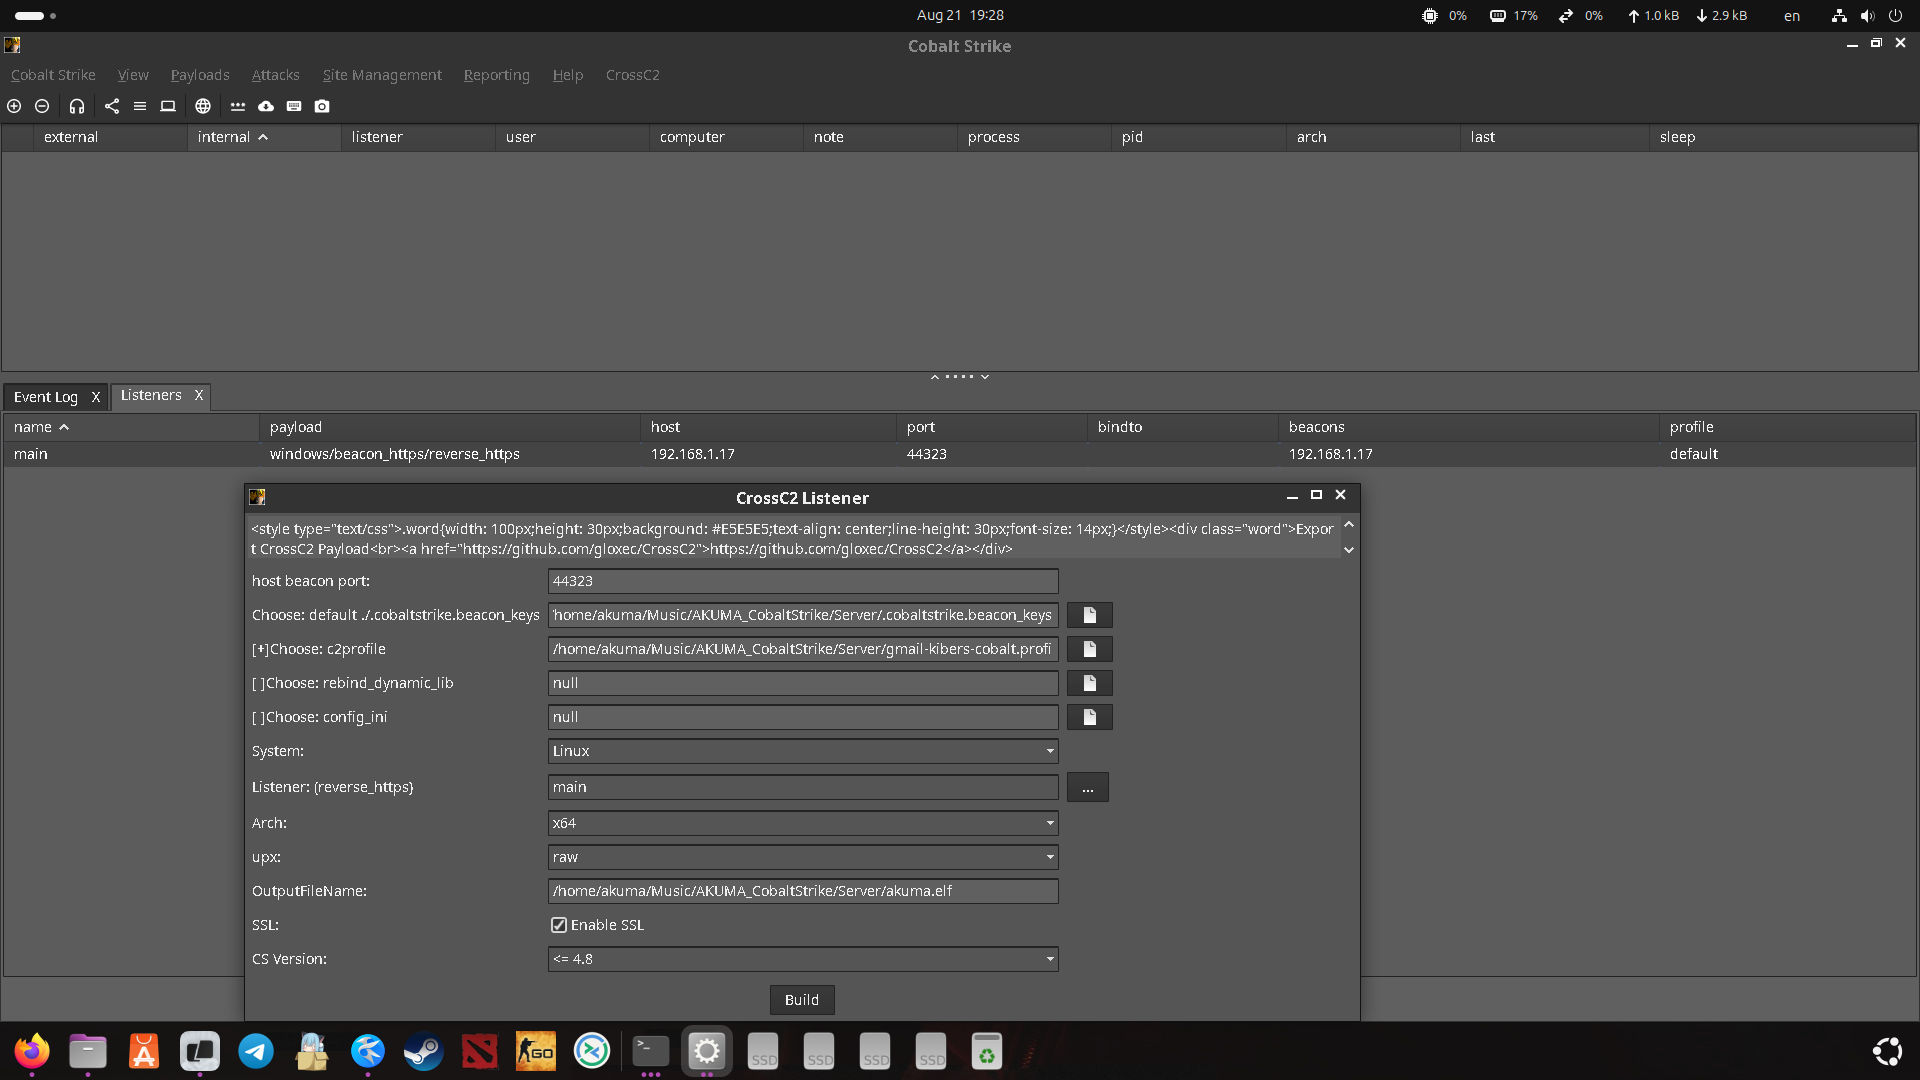 Aug 21 19:28
0%
17%
0%
1.0 kB
2.9 kB
en
Cobalt Strike
Cobalt Strike View Payloads Attacks Site Management Reporting Help CrossC2
external internal listener user computer note process pid arch last sleep
Event Log X Listeners X
name payload host port bindto beacons profile
main windows/beacon_https/reverse_https 192.168.1.17 44323 192.168.1.17 default
CrossC2 Listener
<style type="text/css">.word{width: 100px;height: 30px;background: #E5E5E5;text-align: center;line-height: 30px;font-size: 14px;}</style><div class="word">Expor
t CrossC2 Payload<br><a href="https://github.com/gloxec/CrossC2">https://github.com/gloxec/CrossC2</a></div>
host beacon port: 44323
Choose: default ./.cobaltstrike.beacon_keys home/akuma/Music/AKUMA_CobaltStrike/Server/.cobaltstrike.beacon_keys
[+]Choose: c2profile /home/akuma/Music/AKUMA_CobaltStrike/Server/gmail-kibers-cobalt.profi
[ ]Choose: rebind_dynamic_lib null
[ ]Choose: config_ini null
System: Linux
Listener: (reverse_https) main ...
Arch: x64
upx: raw
OutputFileName: /home/akuma/Music/AKUMA_CobaltStrike/Server/akuma.elf
SSL: Enable SSL
CS Version: <= 4.8
Build
GO
SSD
SSD
SSD
SSD